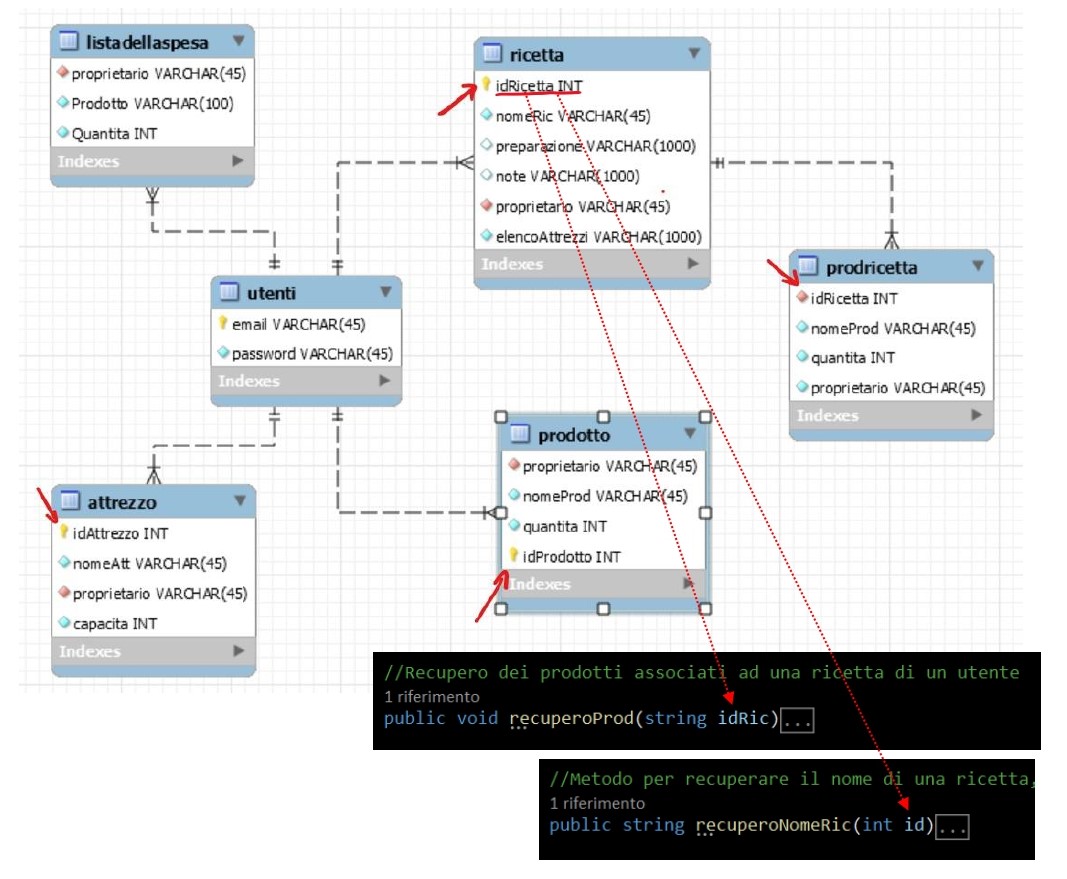 listadellaspesa
proprietario VARCHAR(45)
Prodotto VARCHAR(100)
Quantita INT
Indexes
ricetta
idRicetta INT
nomeRic VARCHAR(45)
preparazione VARCHAR(1000)
note VARCHAR(1000)
proprietario VARCHAR(45)
elencoAttrezzi VARCHAR(1000)
Indexes
utenti
email VARCHAR(45)
password VARCHAR(45)
Indexes
prodricetta
idRicetta INT
nomeProd VARCHAR(45)
quantita INT
proprietario VARCHAR(45)
Indexes
attrezzo
idAttrezzo INT
nomeAtt VARCHAR(45)
proprietario VARCHAR(45)
capacita INT
Indexes
prodotto
proprietario VARCHAR(45)
nomeProd VARCHAR(45)
quantita INT
idProdotto INT
Indexes
//Recupero dei prodotti associati ad una ricetta di un utente
1 riferimento
public void recuperoProd(string idRic)...
//Metodo per recuperare il nome di una ricetta,
1 riferimento
public string recuperoNomeRic(int id)...